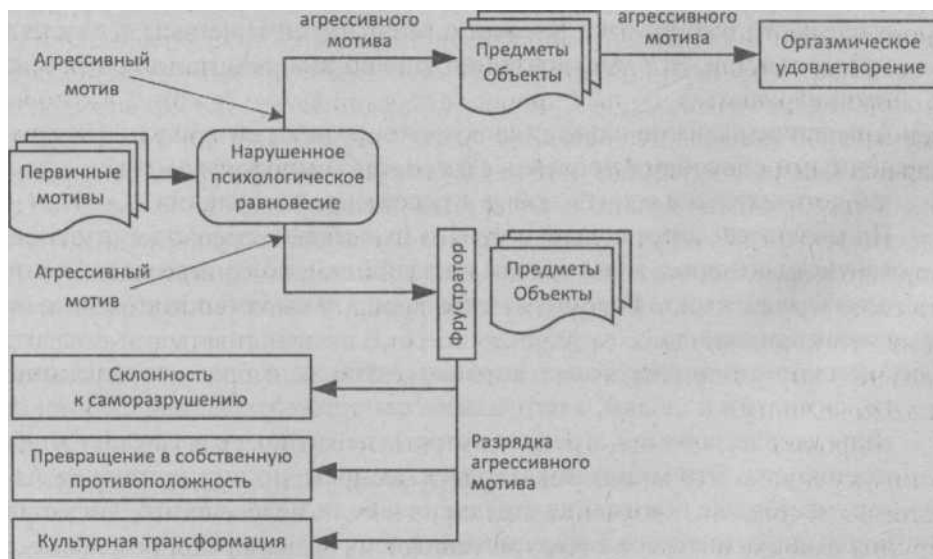 агрессивного
мотива
агрессивного
мотива
Агрессивный
мотив
Предметы
Объекты
Оргазмическое
удовлетворение
Первичные
мотивы
Нарушенное
психологическое
равновесие
Агрессивный
мотив
Фрустратор
Предметы
Объекты
Склонность
к саморазрушению
Превращение в собственную
противоположность
Разрядка
агрессивного
мотива
Культурная трансформация